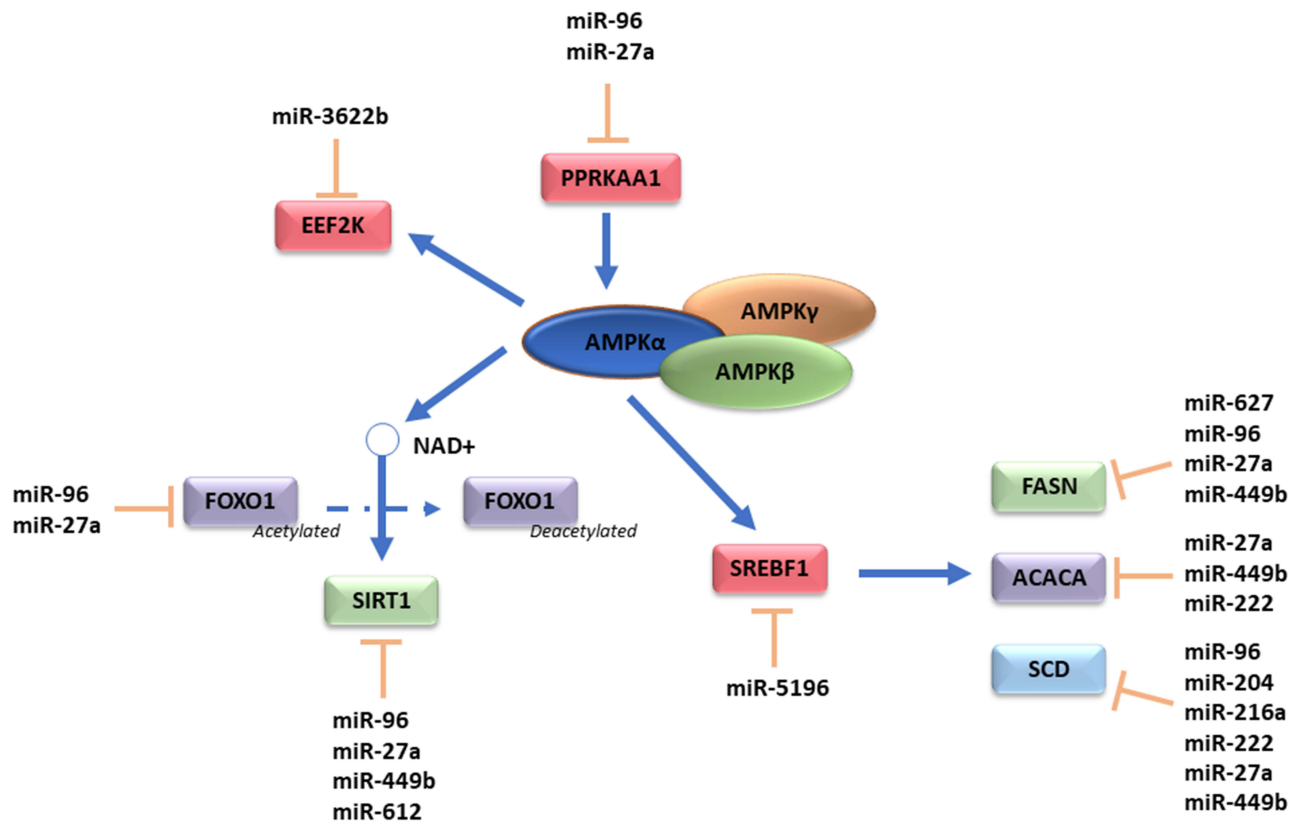 miR-96
miR-27a
miR-3622b
PPRKAA1
EEF2K
AMPKγ
AMPKα
AMPKβ
NAD+
miR-96
miR-27a
FOXO1
Acetylated
FOXO1
Deacetylated
SIRT1
miR-96
miR-27a
miR-449b
miR-612
SREBF1
miR-5196
FASN
miR-627
miR-96
miR-27a
miR-449b
ACACA
miR-27a
miR-449b
miR-222
SCD
miR-96
miR-204
miR-216a
miR-222
miR-27a
miR-449b